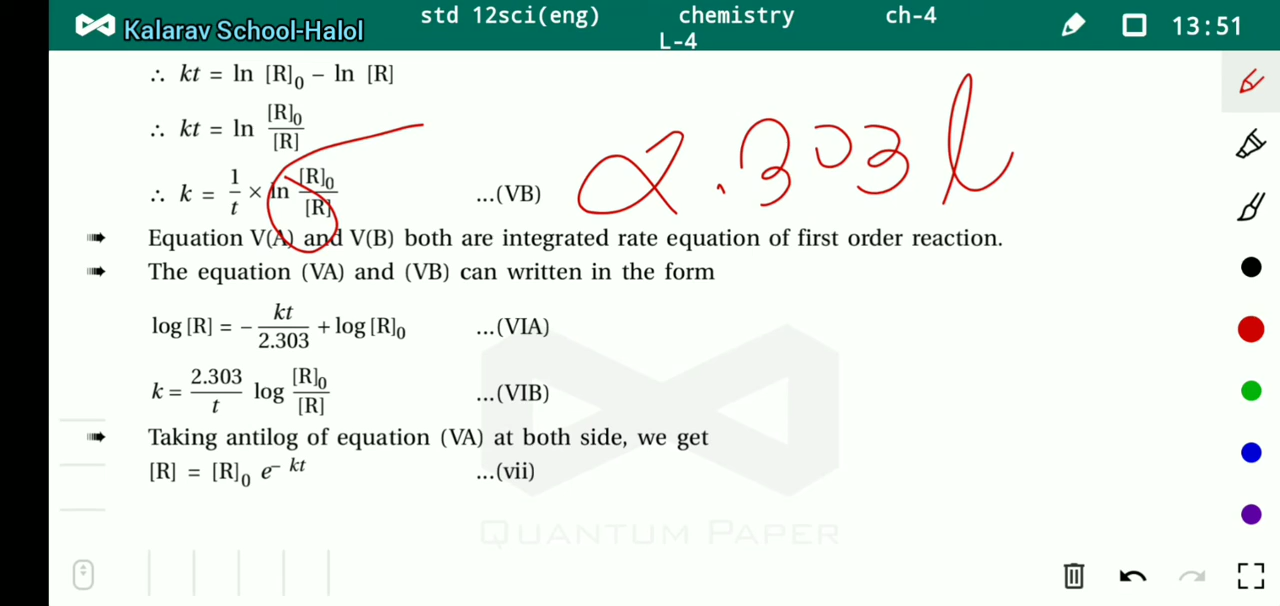 std 12sci(eng) chemistry ch-4
Kalarav School-Halol L-4 13:51
∴ kt = ln [R]₀ − ln [R]
∴ kt = ln [R]₀/[R]
∴ k = 1/t × ln [R]₀/[R] ...(VB) 2.303 l
➠ Equation V(A) and V(B) both are integrated rate equation of first order reaction.
➠ The equation (VA) and (VB) can written in the form
log [R] = − kt/2.303 + log [R]₀ ...(VIA)
k = 2.303/t log [R]₀/[R] ...(VIB)
➠ Taking antilog of equation (VA) at both side, we get
[R] = [R]₀ e⁻ ᵏᵗ ...(vii)
QUANTUM PAPER